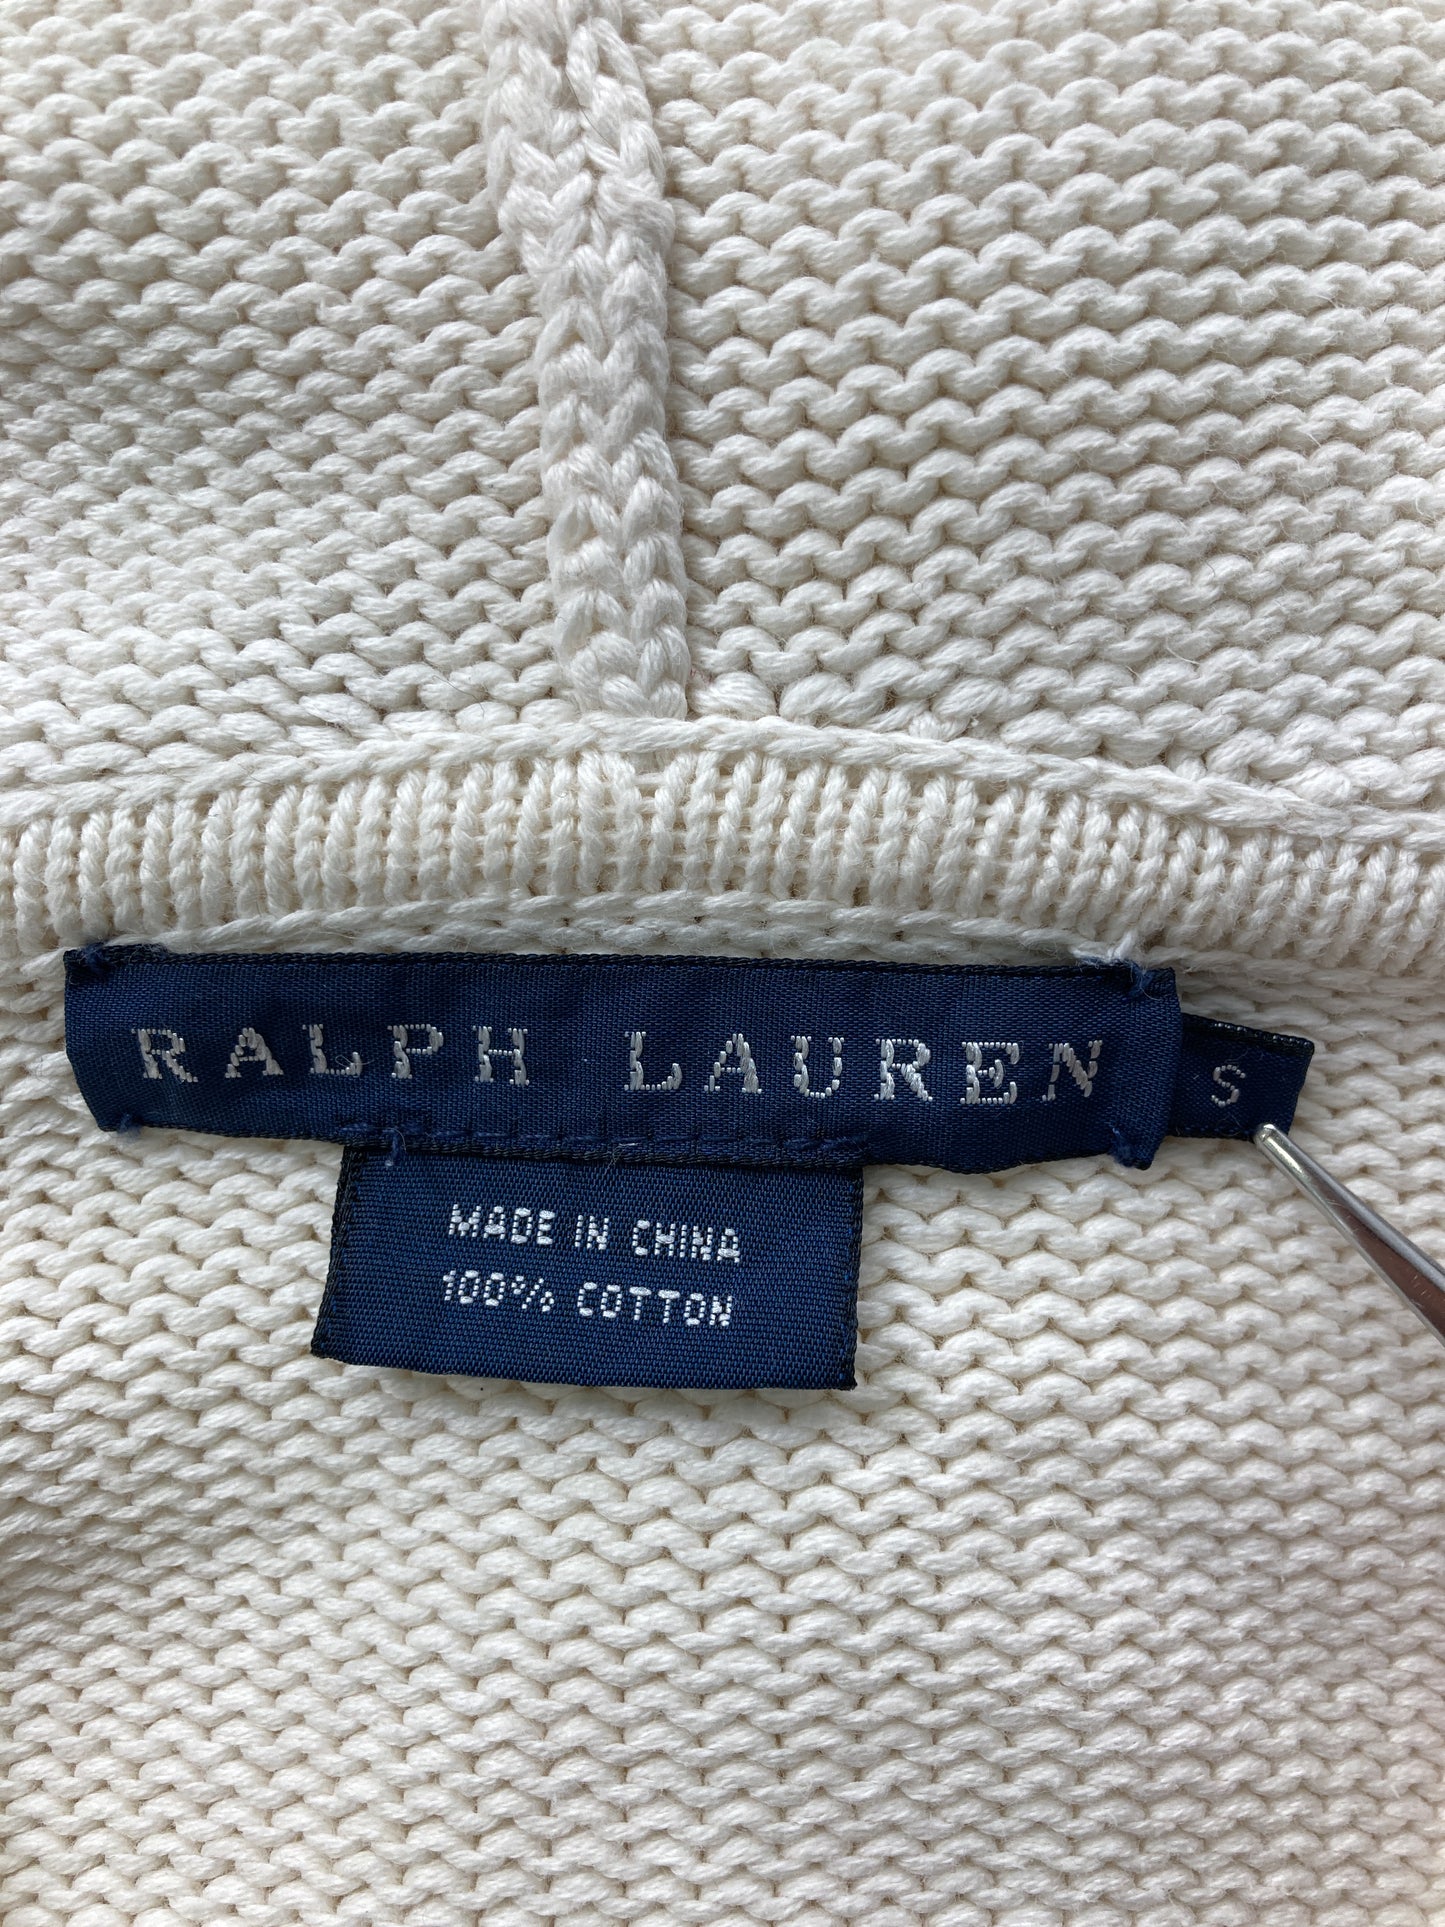 RALPH LAUREN
S
MADE IN CHINA
100% COTTON